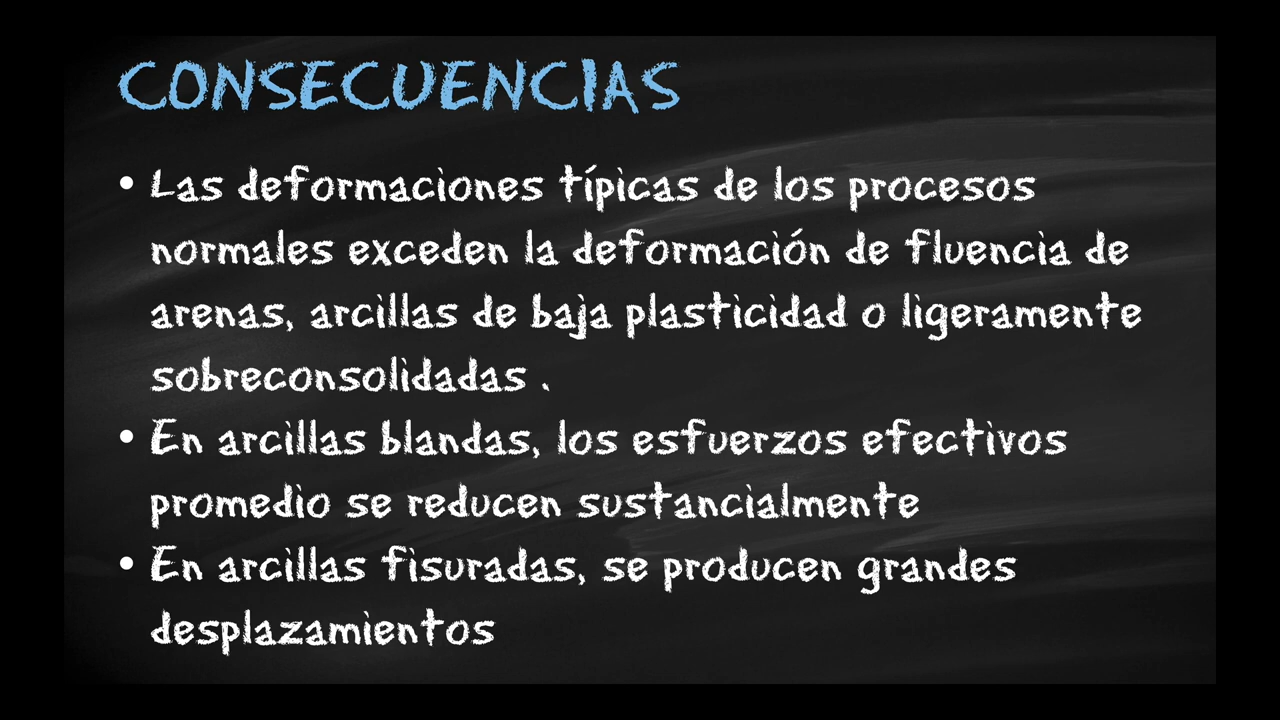 CONSECUENCIAS
• Las deformaciones típicas de los procesos
normales exceden la deformación de fluencia de
arenas, arcillas de baja plasticidad o ligeramente
sobreconsolidadas .
• En arcillas blandas, los esfuerzos efectivos
promedio se reducen sustancialmente
• En arcillas fisuradas, se producen grandes
desplazamientos